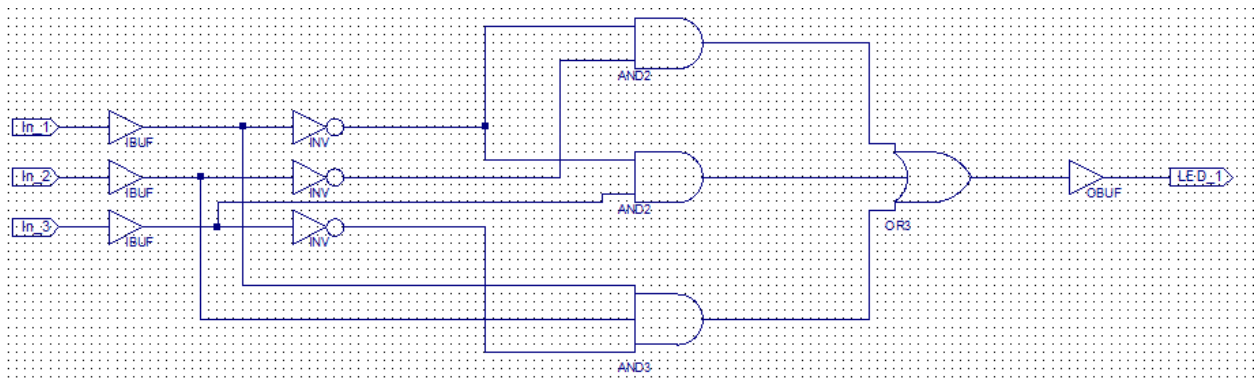 AND2
In_1
IBUF
INV
In_2
IBUF
INV
AND2
OBUF
LED_1
In_3
IBUF
INV
OR3
AND3